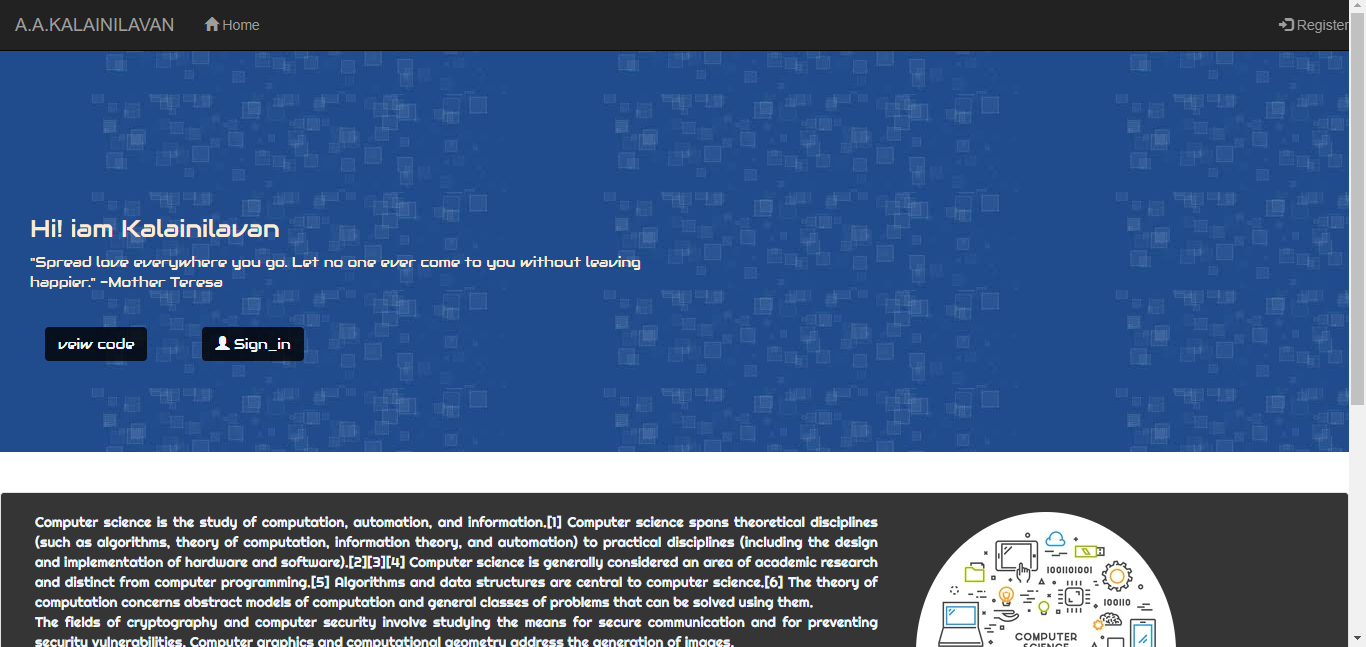 A.A.KALAINILAVAN Home Register
Hi! iam Kalainilavan
"Spread love everywhere you go. Let no one ever come to you without leaving
happier." -Mother Teresa
veiw code Sign_in
Computer science is the study of computation, automation, and information.[1] Computer science spans theoretical disciplines
(such as algorithms, theory of computation, information theory, and automation) to practical disciplines (including the design
and implementation of hardware and software).[2][3][4] Computer science is generally considered an area of academic research
and distinct from computer programming.[5] Algorithms and data structures are central to computer science.[6] The theory of
computation concerns abstract models of computation and general classes of problems that can be solved using them.
The fields of cryptography and computer security involve studying the means for secure communication and for preventing
security vulnerabilities. Computer graphics and computational geometry address the generation of images.
1001101001
100110
COMPUTER
SCIENCE